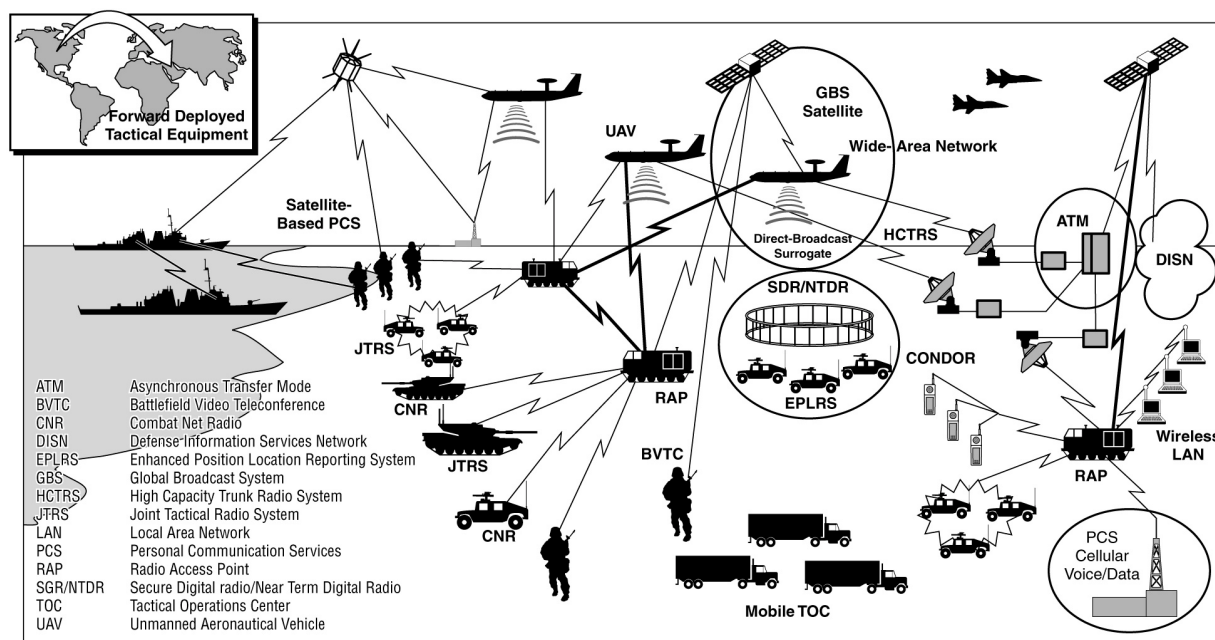 Forward Deployed
Tactical Equipment
GBS
Satellite
UAV
Wide- Area Network
Satellite-
Based PCS
ATM
HCTRS
Direct-Broadcast
Surrogate
DISN
SDR/NTDR
JTRS
CONDOR
CNR
RAP
EPLRS
Wireless
LAN
BVTC
JTRS
RAP
CNR
PCS
Cellular
Voice/Data
Mobile TOC
ATM Asynchronous Transfer Mode
BVTC Battlefield Video Teleconference
CNR Combat Net Radio
DISN Defense Information Services Network
EPLRS Enhanced Position Location Reporting System
GBS Global Broadcast System
HCTRS High Capacity Trunk Radio System
JTRS Joint Tactical Radio System
LAN Local Area Network
PCS Personal Communication Services
RAP Radio Access Point
SGR/NTDR Secure Digital radio/Near Term Digital Radio
TOC Tactical Operations Center
UAV Unmanned Aeronautical Vehicle